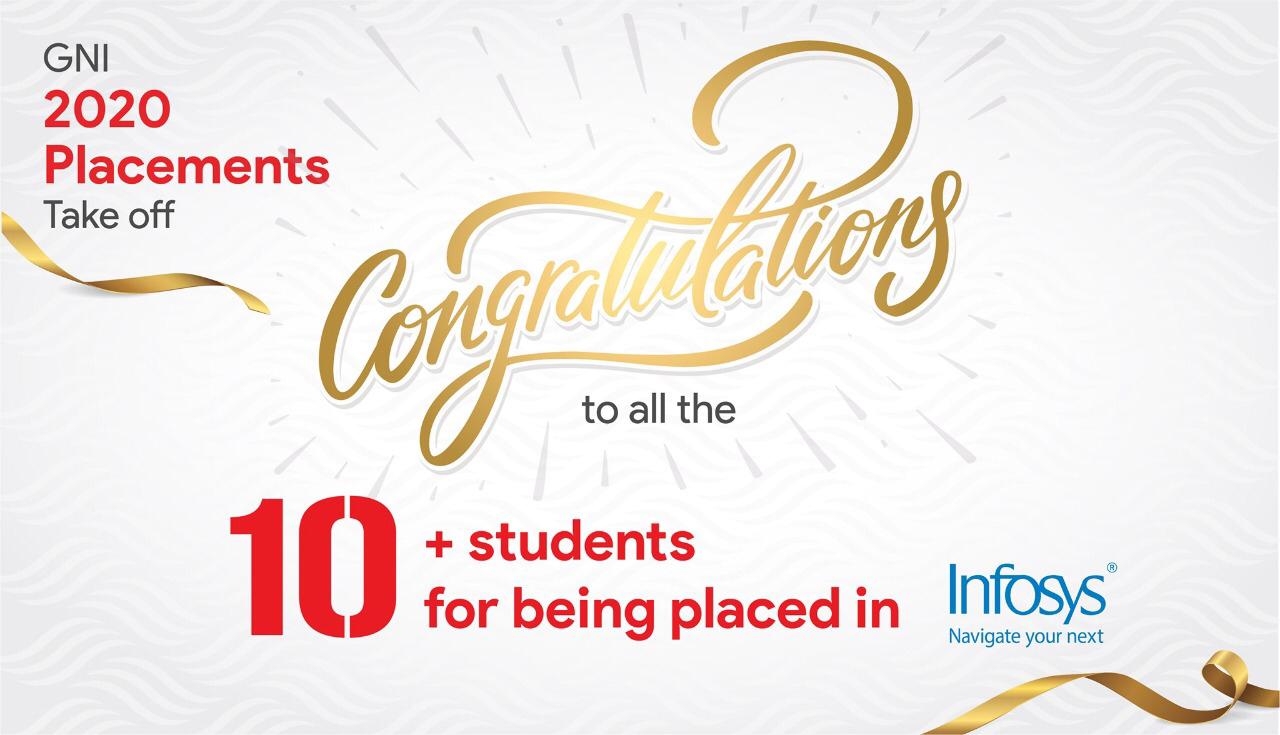 GNI
2020
Placements
Take off
Congratulations
to all the
10 + students
for being placed in
Infosys®
Navigate your next